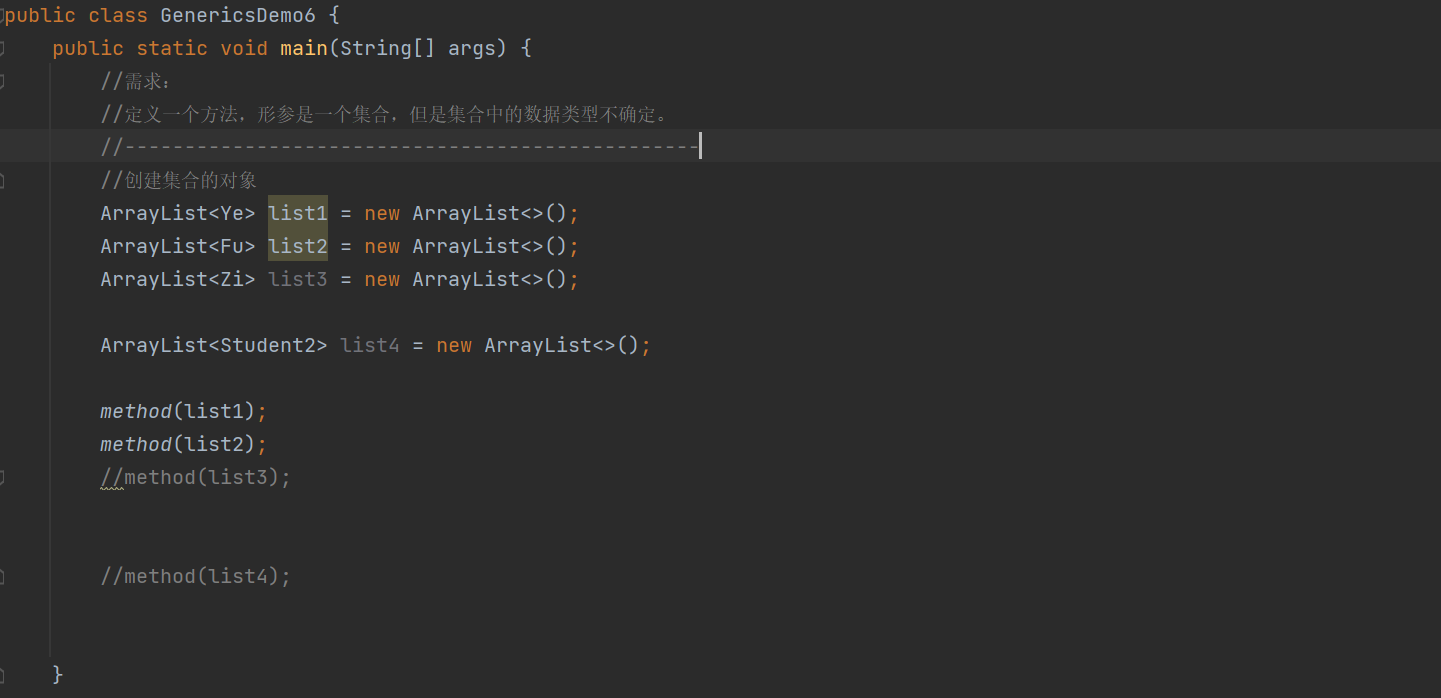 public class GenericsDemo6 {
public static void main(String[] args) {
//需求：
//定义一个方法，形参是一个集合，但是集合中的数据类型不确定。
//------------------------------------------------
//创建集合的对象
ArrayList<Ye> list1 = new ArrayList<>();
ArrayList<Fu> list2 = new ArrayList<>();
ArrayList<Zi> list3 = new ArrayList<>();
ArrayList<Student2> list4 = new ArrayList<>();
method(list1);
method(list2);
//method(list3);
//method(list4);
}